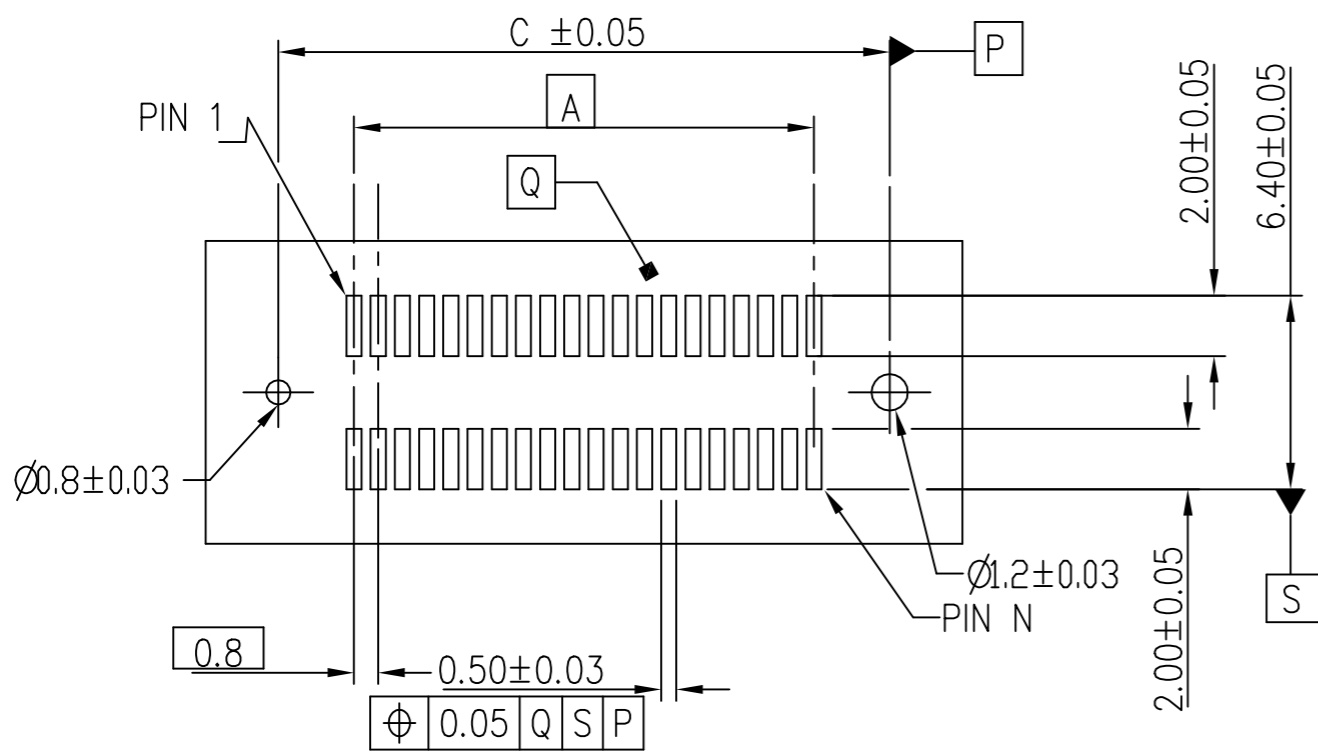 C ±0.05
P
A
PIN 1
Q
2.00±0.05
6.40±0.05
Ø0.8±0.03
Ø1.2±0.03
PIN N
S
2.00±0.05
0.8
0.50±0.03
⌖ 0.05 Q S P